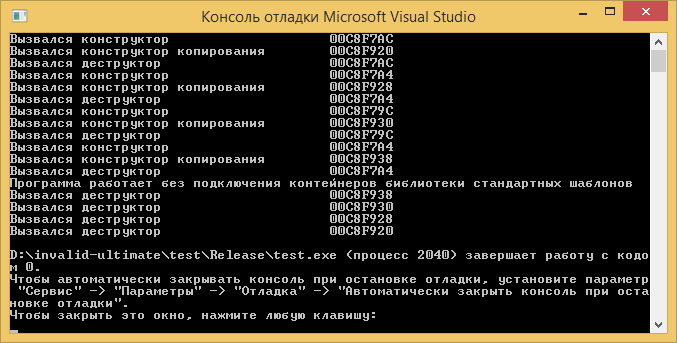 Консоль отладки Microsoft Visual Studio
Вызвался конструктор 00C8F7AC
Вызвался конструктор копирования 00C8F920
Вызвался деструктор 00C8F7AC
Вызвался конструктор 00C8F7A4
Вызвался конструктор копирования 00C8F928
Вызвался деструктор 00C8F7A4
Вызвался конструктор 00C8F79C
Вызвался конструктор копирования 00C8F930
Вызвался деструктор 00C8F79C
Вызвался конструктор 00C8F7A4
Вызвался конструктор копирования 00C8F938
Вызвался деструктор 00C8F7A4
Программа работает без подключения контейнеров библиотеки стандартных шаблонов
Вызвался деструктор 00C8F938
Вызвался деструктор 00C8F930
Вызвался деструктор 00C8F928
Вызвался деструктор 00C8F920
D:\invalid-ultimate\test\Release\test.exe (процесс 2040) завершает работу с кодо
м 0.
Чтобы автоматически закрывать консоль при остановке отладки, установите параметр
"Сервис" -> "Параметры" -> "Отладка" -> "Автоматически закрыть консоль при оста
новке отладки".
Чтобы закрыть это окно, нажмите любую клавишу: